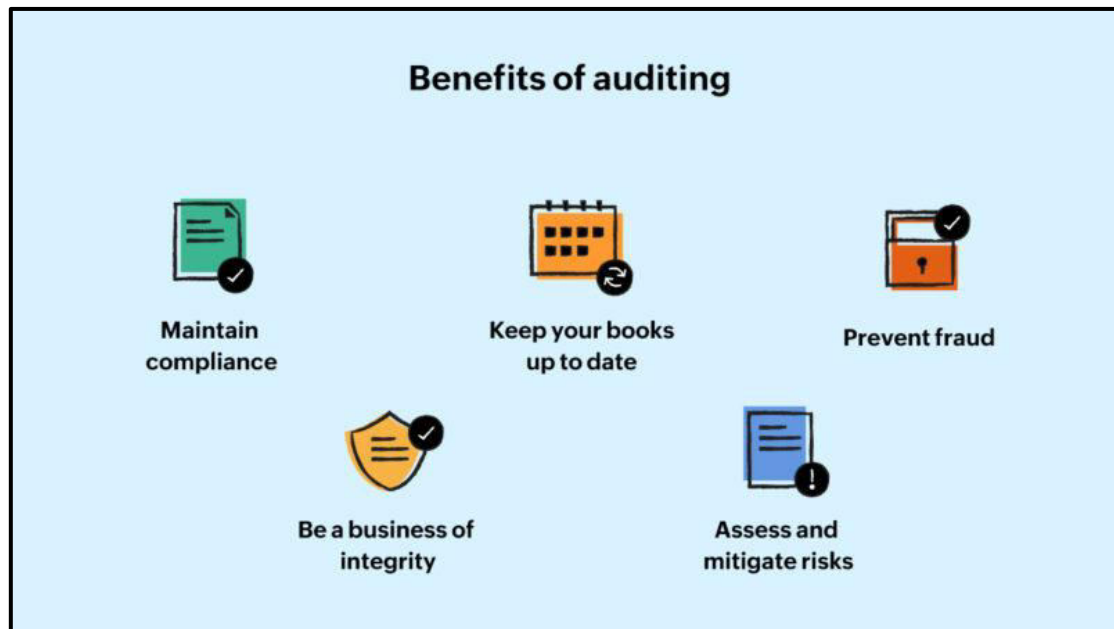 Benefits of auditing
Maintain
compliance
Keep your books
up to date
Prevent fraud
Be a business of
integrity
Assess and
mitigate risks